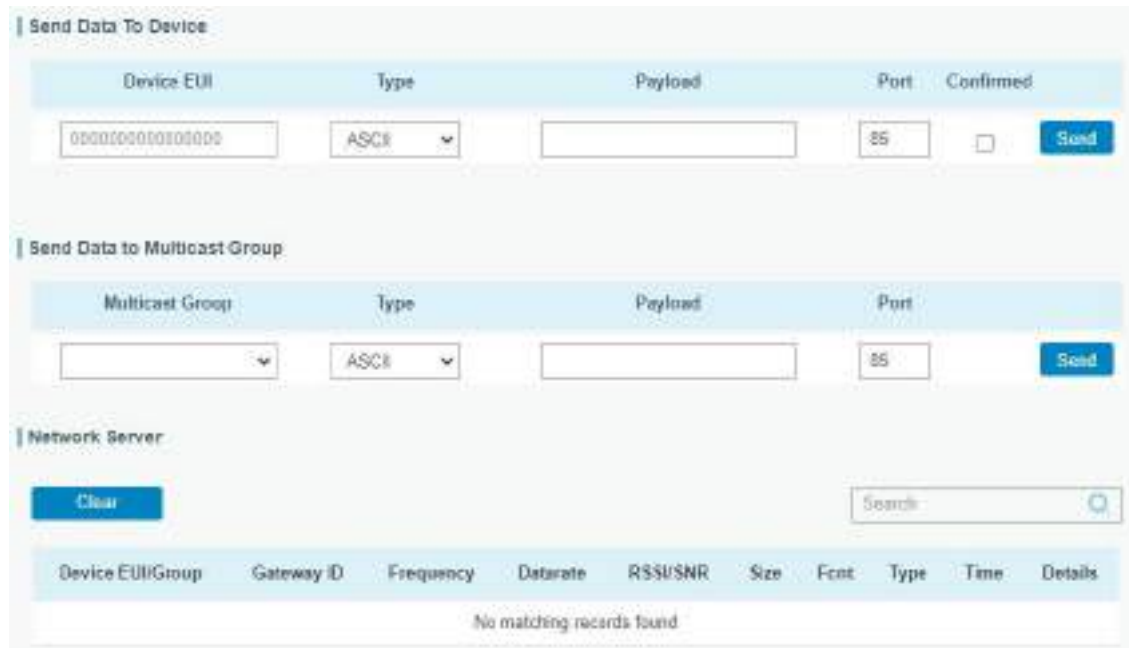 Send Data To Device
Device EUI Type Payload Port Confirmed
0000000000000000 ASCII 85 Send
Send Data to Multicast Group
Multicast Group Type Payload Port
ASCII 85 Send
Network Server
Clear Search
Device EUI/Group Gateway ID Frequency Datarate RSSI/SNR Size Fcnt Type Time Details
No matching records found